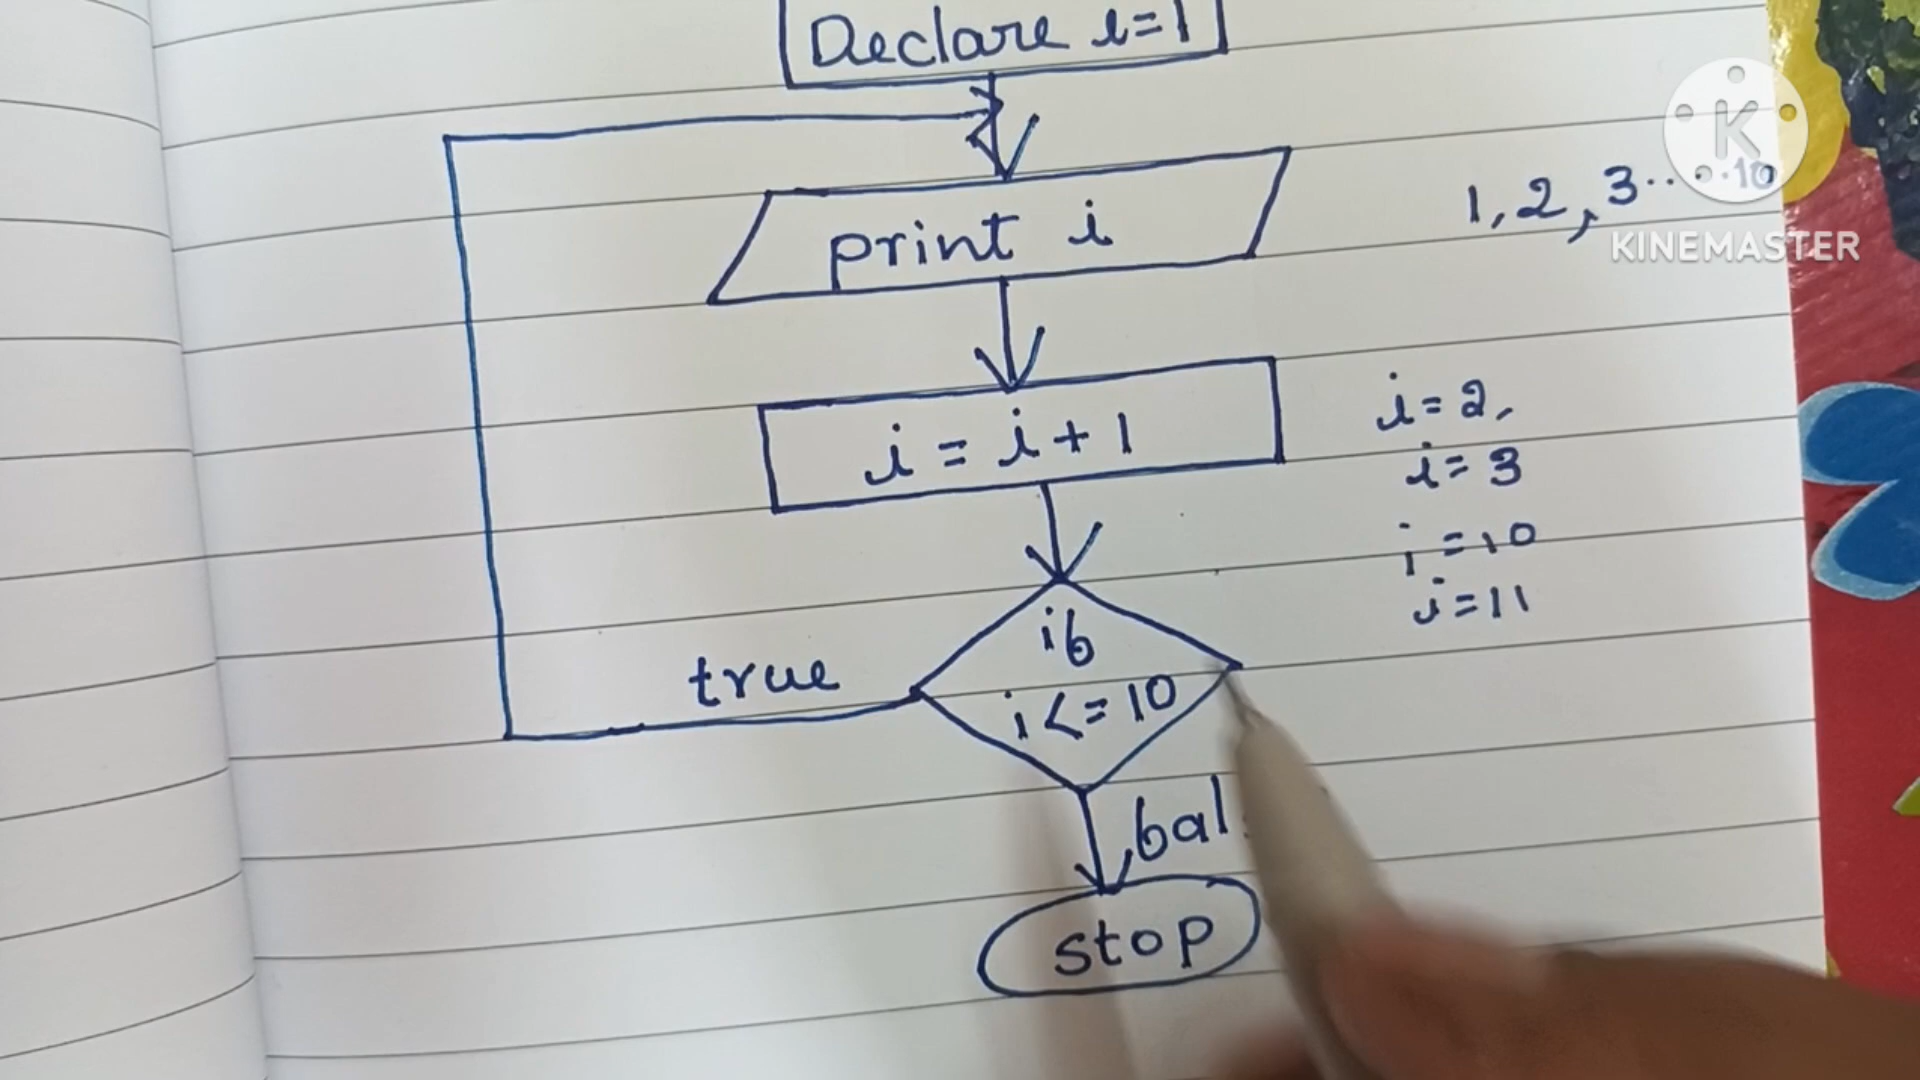 Declare i=1
print i
1, 2, 3.....10
KINEMASTER
i = i + 1
i = 2,
i = 3
i = 10
i = 11
if
i <= 10
true
fal
stop